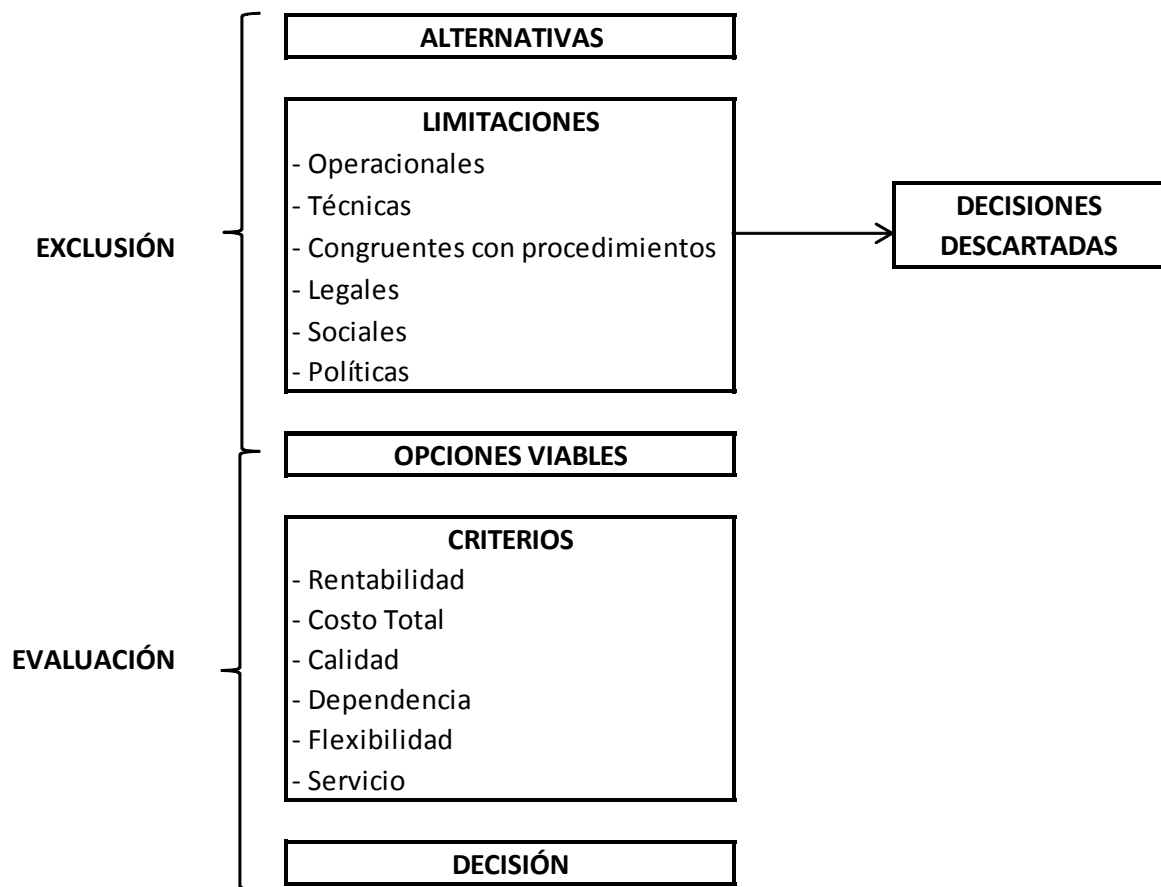 ALTERNATIVAS
LIMITACIONES
- Operacionales
- Técnicas
- Congruentes con procedimientos
- Legales
- Sociales
- Políticas
EXCLUSIÓN
DECISIONES
DESCARTADAS
OPCIONES VIABLES
CRITERIOS
- Rentabilidad
- Costo Total
- Calidad
- Dependencia
- Flexibilidad
- Servicio
EVALUACIÓN
DECISIÓN